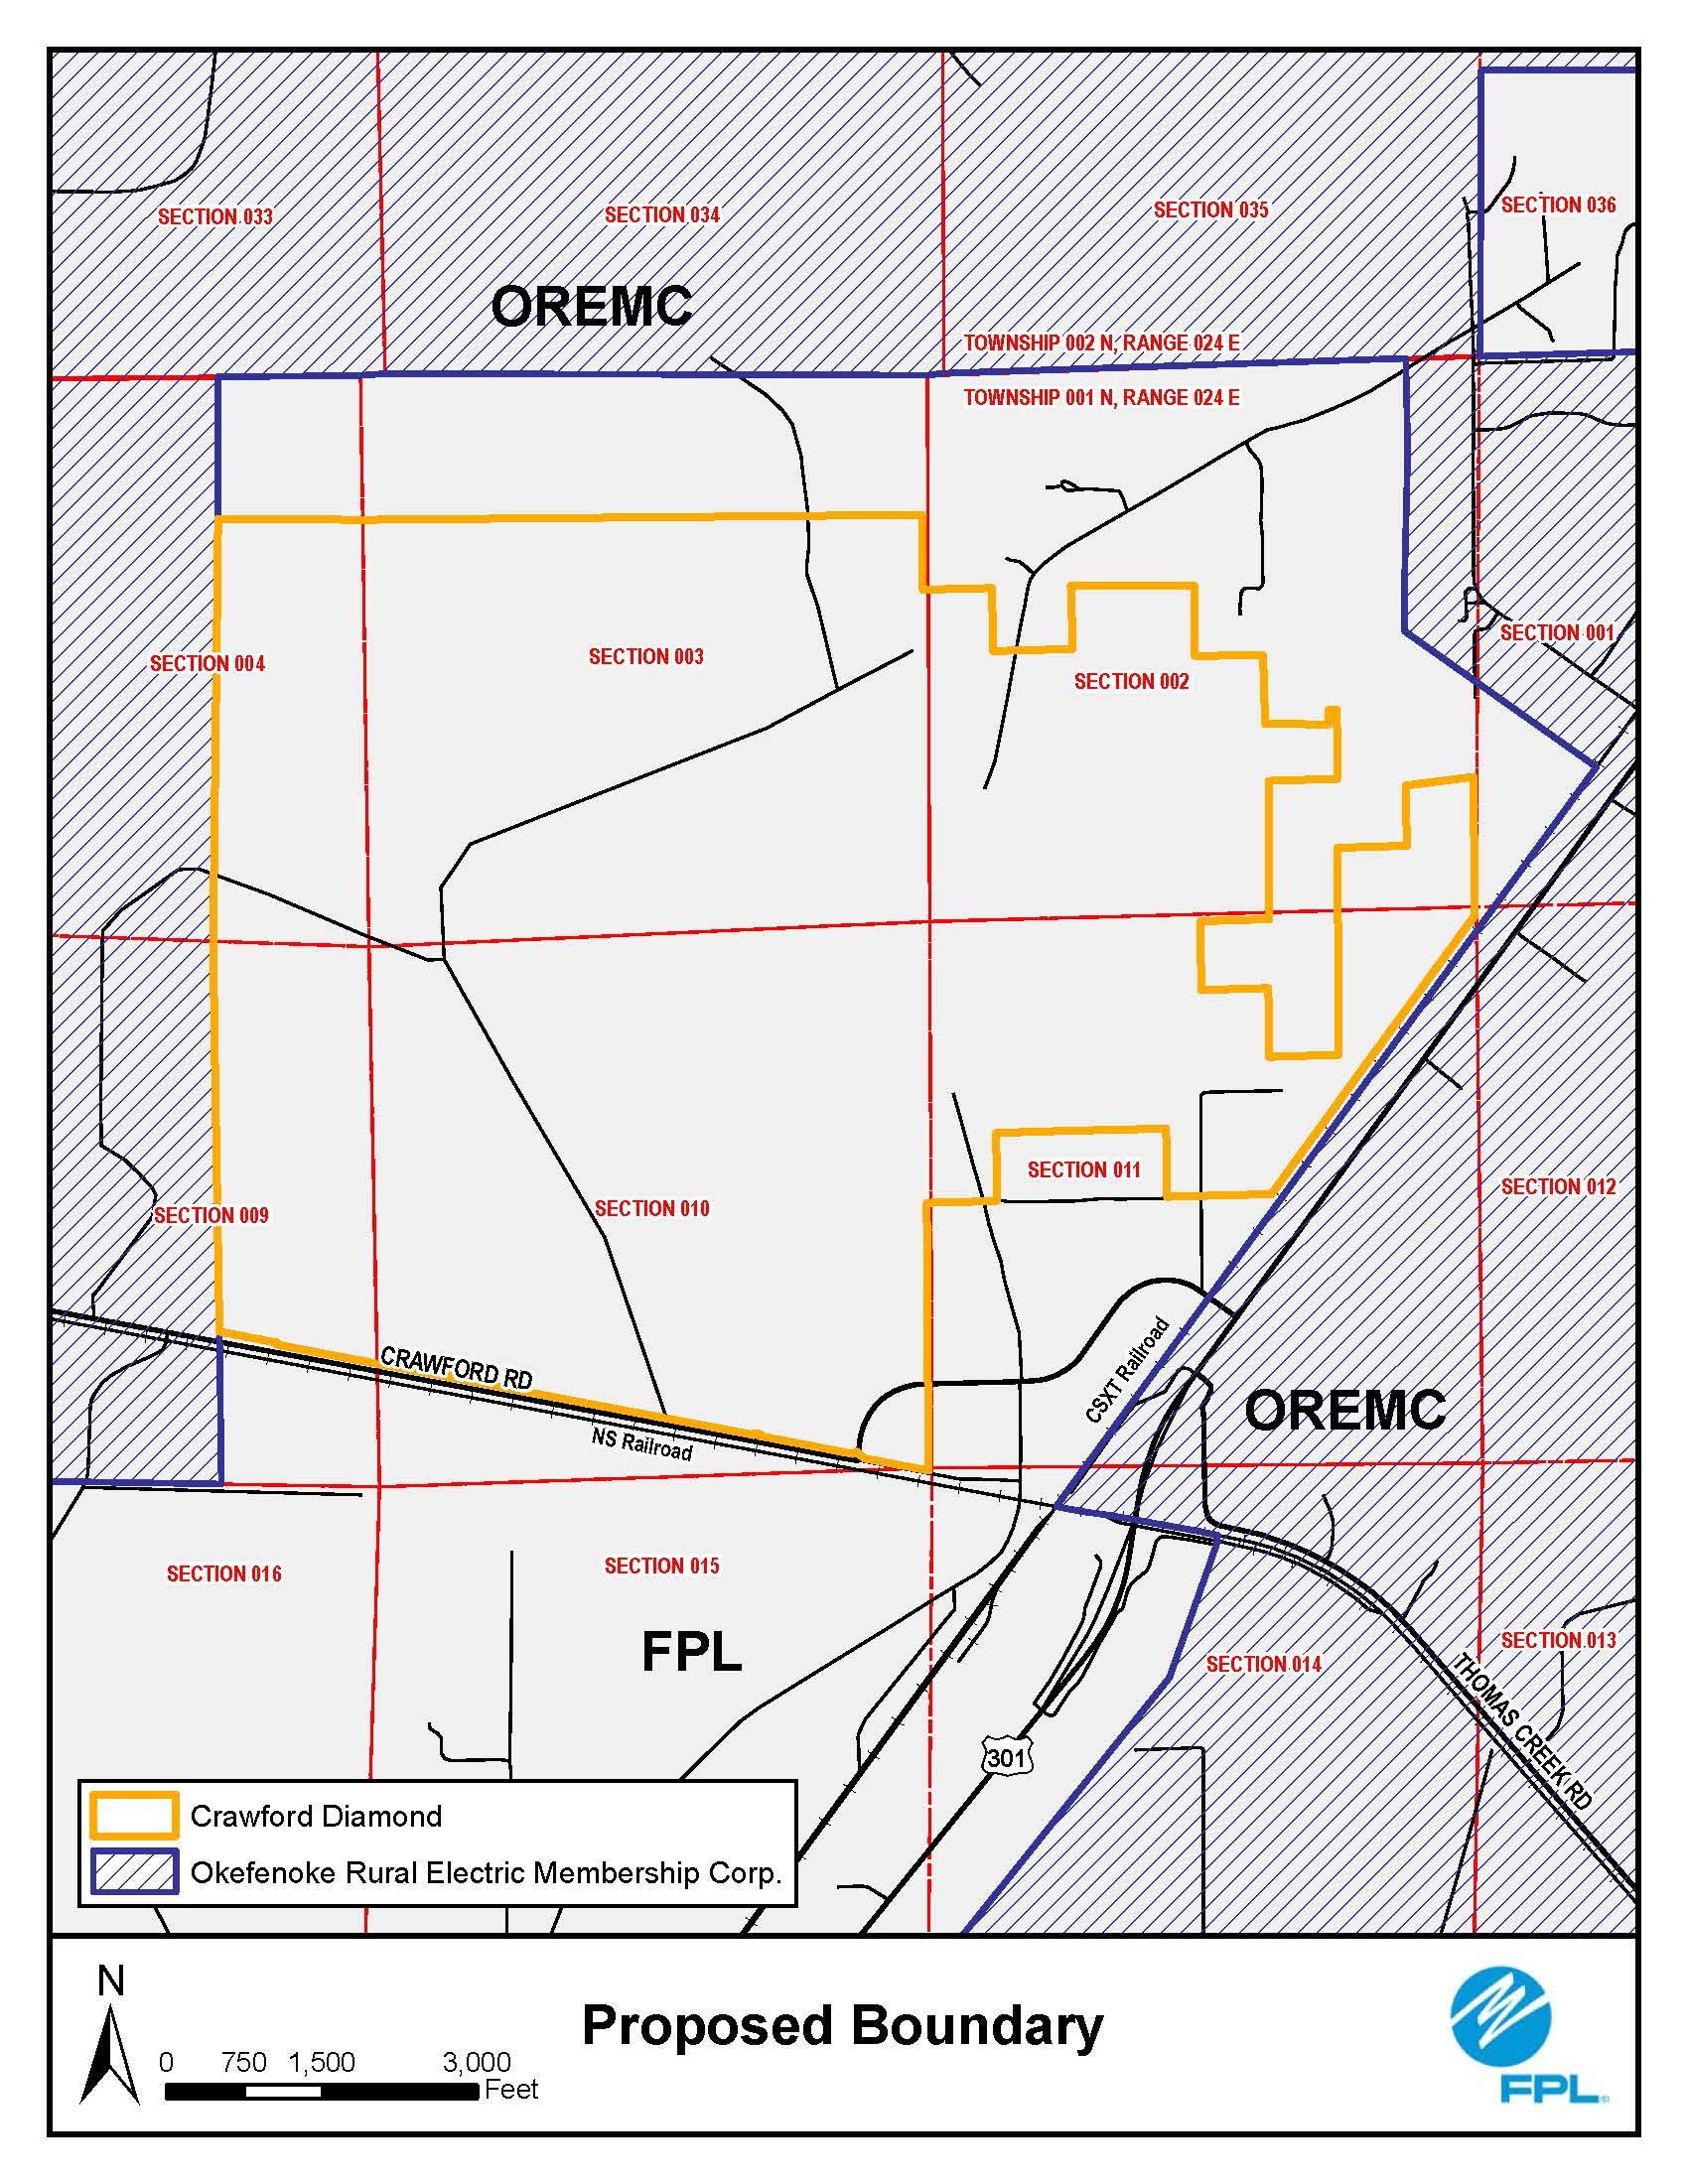 SECTION 033
SECTION 034
SECTION 035
SECTION 036
OREMC
TOWNSHIP 002 N, RANGE 024 E
TOWNSHIP 001 N, RANGE 024 E
SECTION 004
SECTION 003
SECTION 002
SECTION 001
SECTION 009
SECTION 010
SECTION 011
SECTION 012
CRAWFORD RD
NS Railroad
CSXT Railroad
OREMC
SECTION 016
SECTION 015
FPL
SECTION 014
SECTION 013
THOMAS CREEK RD
301
Crawford Diamond
Okefenoke Rural Electric Membership Corp.
N
0 750 1,500 3,000
Feet
Proposed Boundary
FPL